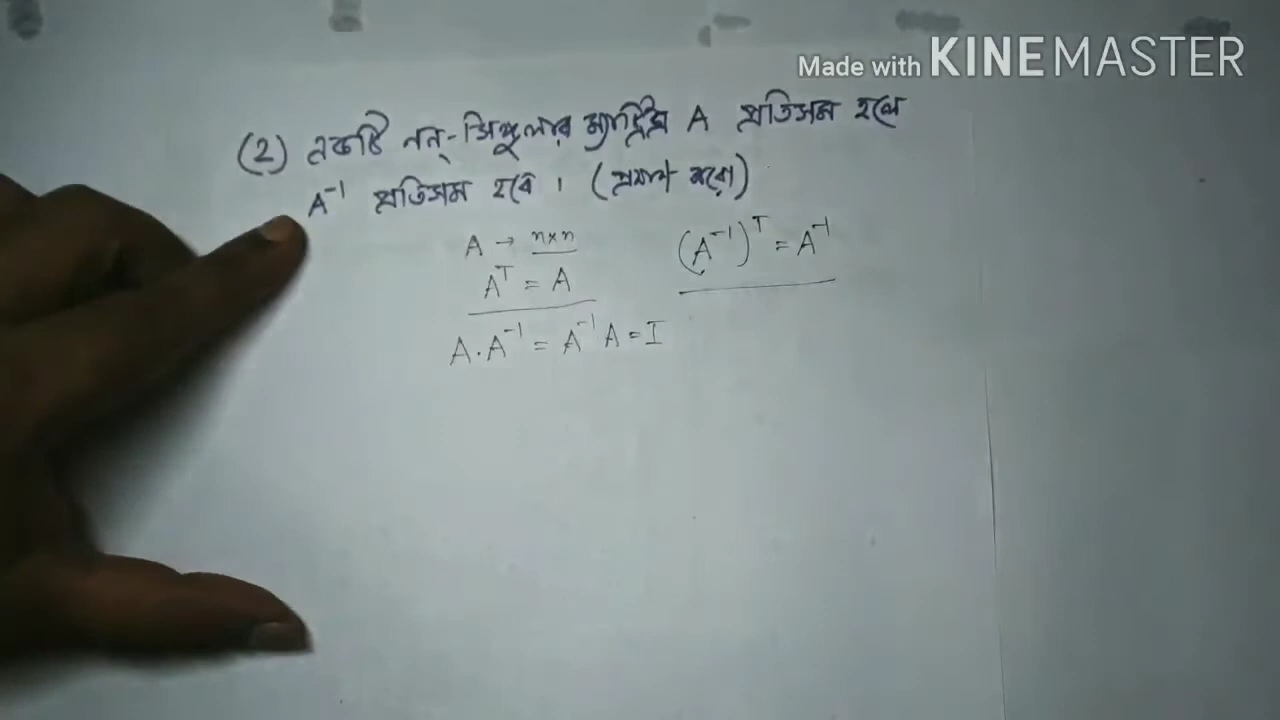 Made with KINEMASTER
(2) একটি নন্-সিঙ্গুলার ম্যাট্রিক্স A প্রতিসম হলে
A⁻¹ প্রতিসম হবে । (প্রমাণ করো)
A → n×n
(A⁻¹)ᵀ = A⁻¹
Aᵀ = A
A.A⁻¹ = A⁻¹A = I